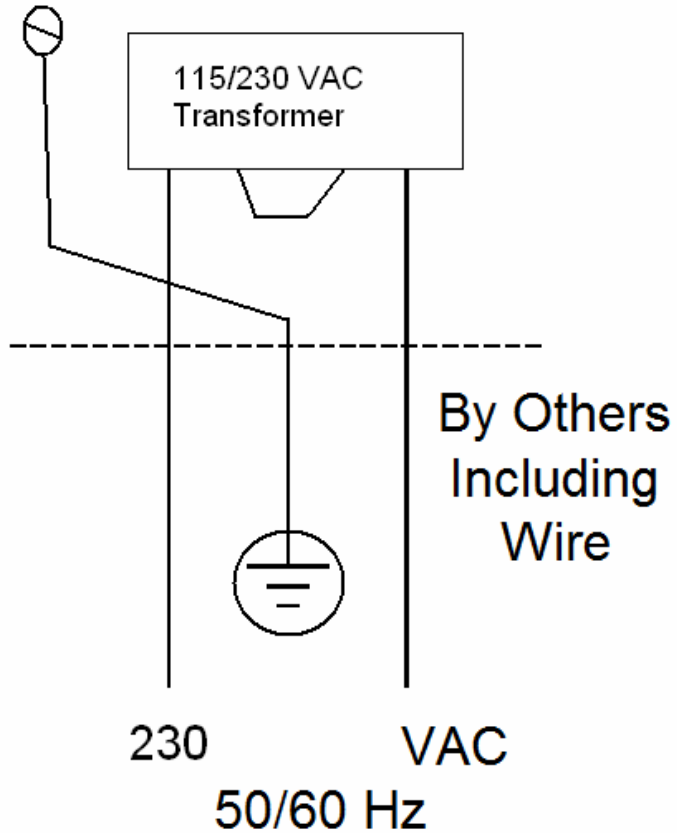 115/230 VAC
Transformer
By Others
Including
Wire
230 VAC
50/60 Hz